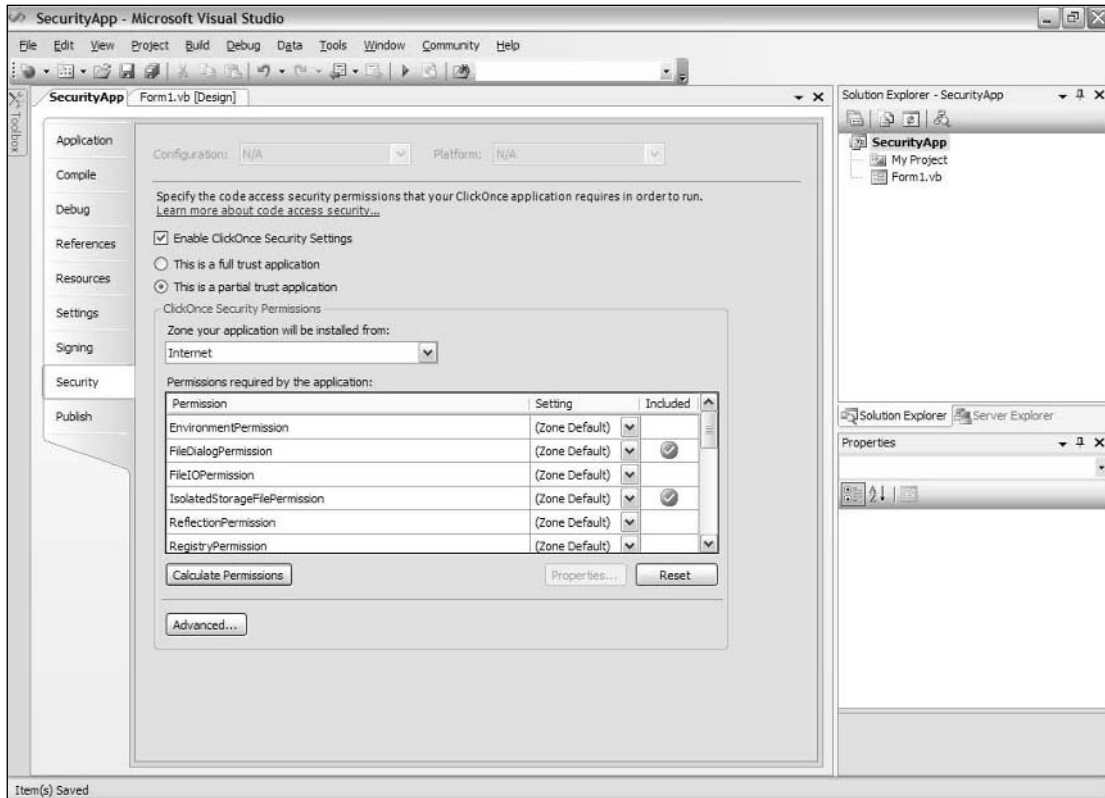 SecurityApp - Microsoft Visual Studio
File Edit View Project Build Debug Data Tools Window Community Help
Toolbox
SecurityApp Form1.vb [Design]
Application
Compile
Debug
References
Resources
Settings
Signing
Security
Publish
Configuration: N/A Platform: N/A
Specify the code access security permissions that your ClickOnce application requires in order to run.
Learn more about code access security...
Enable ClickOnce Security Settings
This is a full trust application
This is a partial trust application
ClickOnce Security Permissions
Zone your application will be installed from:
Internet
Permissions required by the application:
Permission Setting Included
EnvironmentPermission (Zone Default)
FileDialogPermission (Zone Default)
FileIOPermission (Zone Default)
IsolatedStorageFilePermission (Zone Default)
ReflectionPermission (Zone Default)
RegistryPermission (Zone Default)
Calculate Permissions Properties... Reset
Advanced...
Solution Explorer - SecurityApp
SecurityApp
My Project
Form1.vb
Solution Explorer Server Explorer
Properties
Item(s) Saved